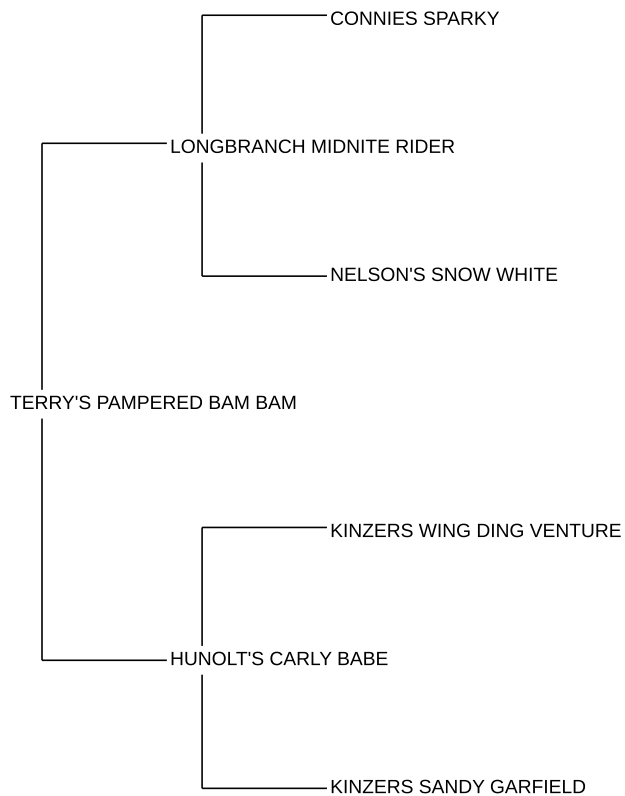 CONNIES SPARKY
LONGBRANCH MIDNITE RIDER
NELSON'S SNOW WHITE
TERRY'S PAMPERED BAM BAM
KINZERS WING DING VENTURE
HUNOLT'S CARLY BABE
KINZERS SANDY GARFIELD